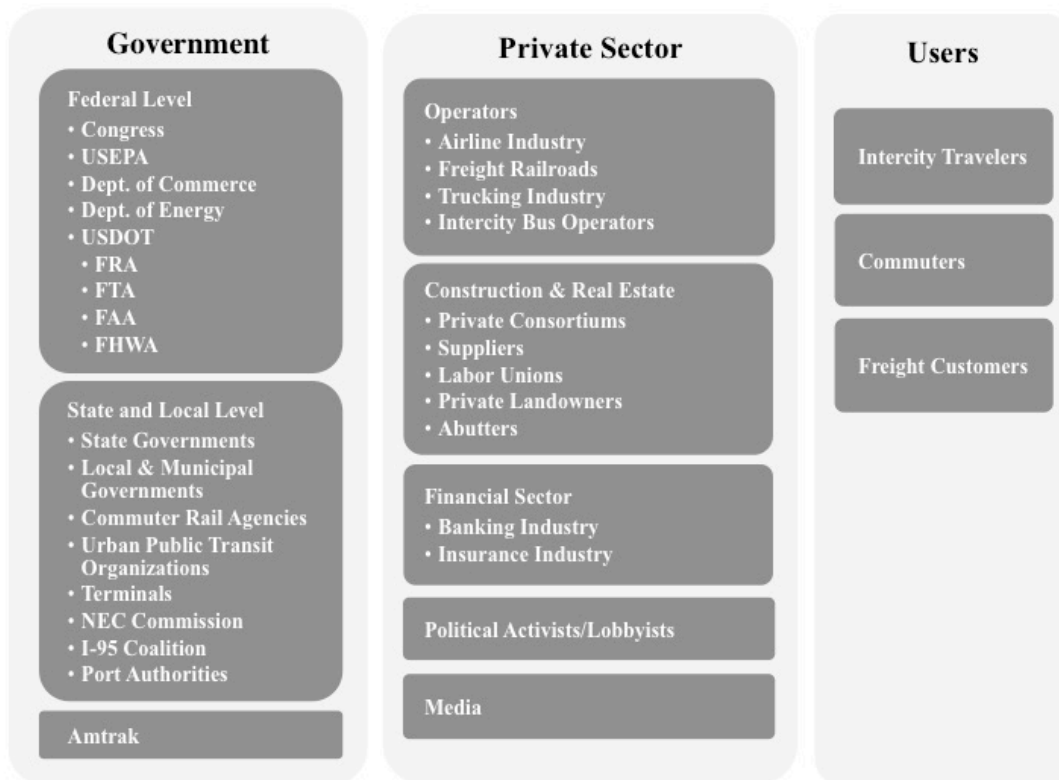 Government
Federal Level
• Congress
• USEPA
• Dept. of Commerce
• Dept. of Energy
• USDOT
• FRA
• FTA
• FAA
• FHWA
State and Local Level
• State Governments
• Local & Municipal
Governments
• Commuter Rail Agencies
• Urban Public Transit
Organizations
• Terminals
• NEC Commission
• I-95 Coalition
• Port Authorities
Amtrak
Private Sector
Operators
• Airline Industry
• Freight Railroads
• Trucking Industry
• Intercity Bus Operators
Construction & Real Estate
• Private Consortiums
• Suppliers
• Labor Unions
• Private Landowners
• Abutters
Financial Sector
• Banking Industry
• Insurance Industry
Political Activists/Lobbyists
Media
Users
Intercity Travelers
Commuters
Freight Customers